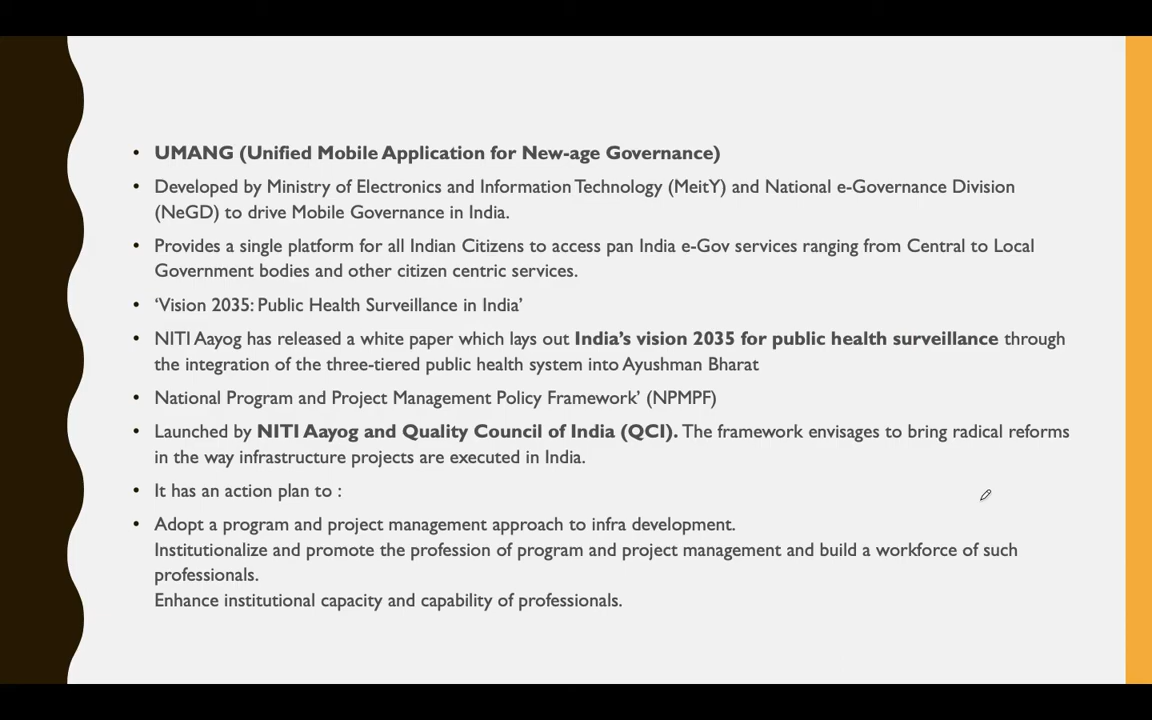 • UMANG (Unified Mobile Application for New-age Governance)
• Developed by Ministry of Electronics and Information Technology (MeitY) and National e-Governance Division
(NeGD) to drive Mobile Governance in India.
• Provides a single platform for all Indian Citizens to access pan India e-Gov services ranging from Central to Local
Government bodies and other citizen centric services.
• ‘Vision 2035: Public Health Surveillance in India’
• NITI Aayog has released a white paper which lays out India’s vision 2035 for public health surveillance through
the integration of the three-tiered public health system into Ayushman Bharat
• National Program and Project Management Policy Framework’ (NPMPF)
• Launched by NITI Aayog and Quality Council of India (QCI). The framework envisages to bring radical reforms
in the way infrastructure projects are executed in India.
• It has an action plan to :
• Adopt a program and project management approach to infra development.
Institutionalize and promote the profession of program and project management and build a workforce of such
professionals.
Enhance institutional capacity and capability of professionals.